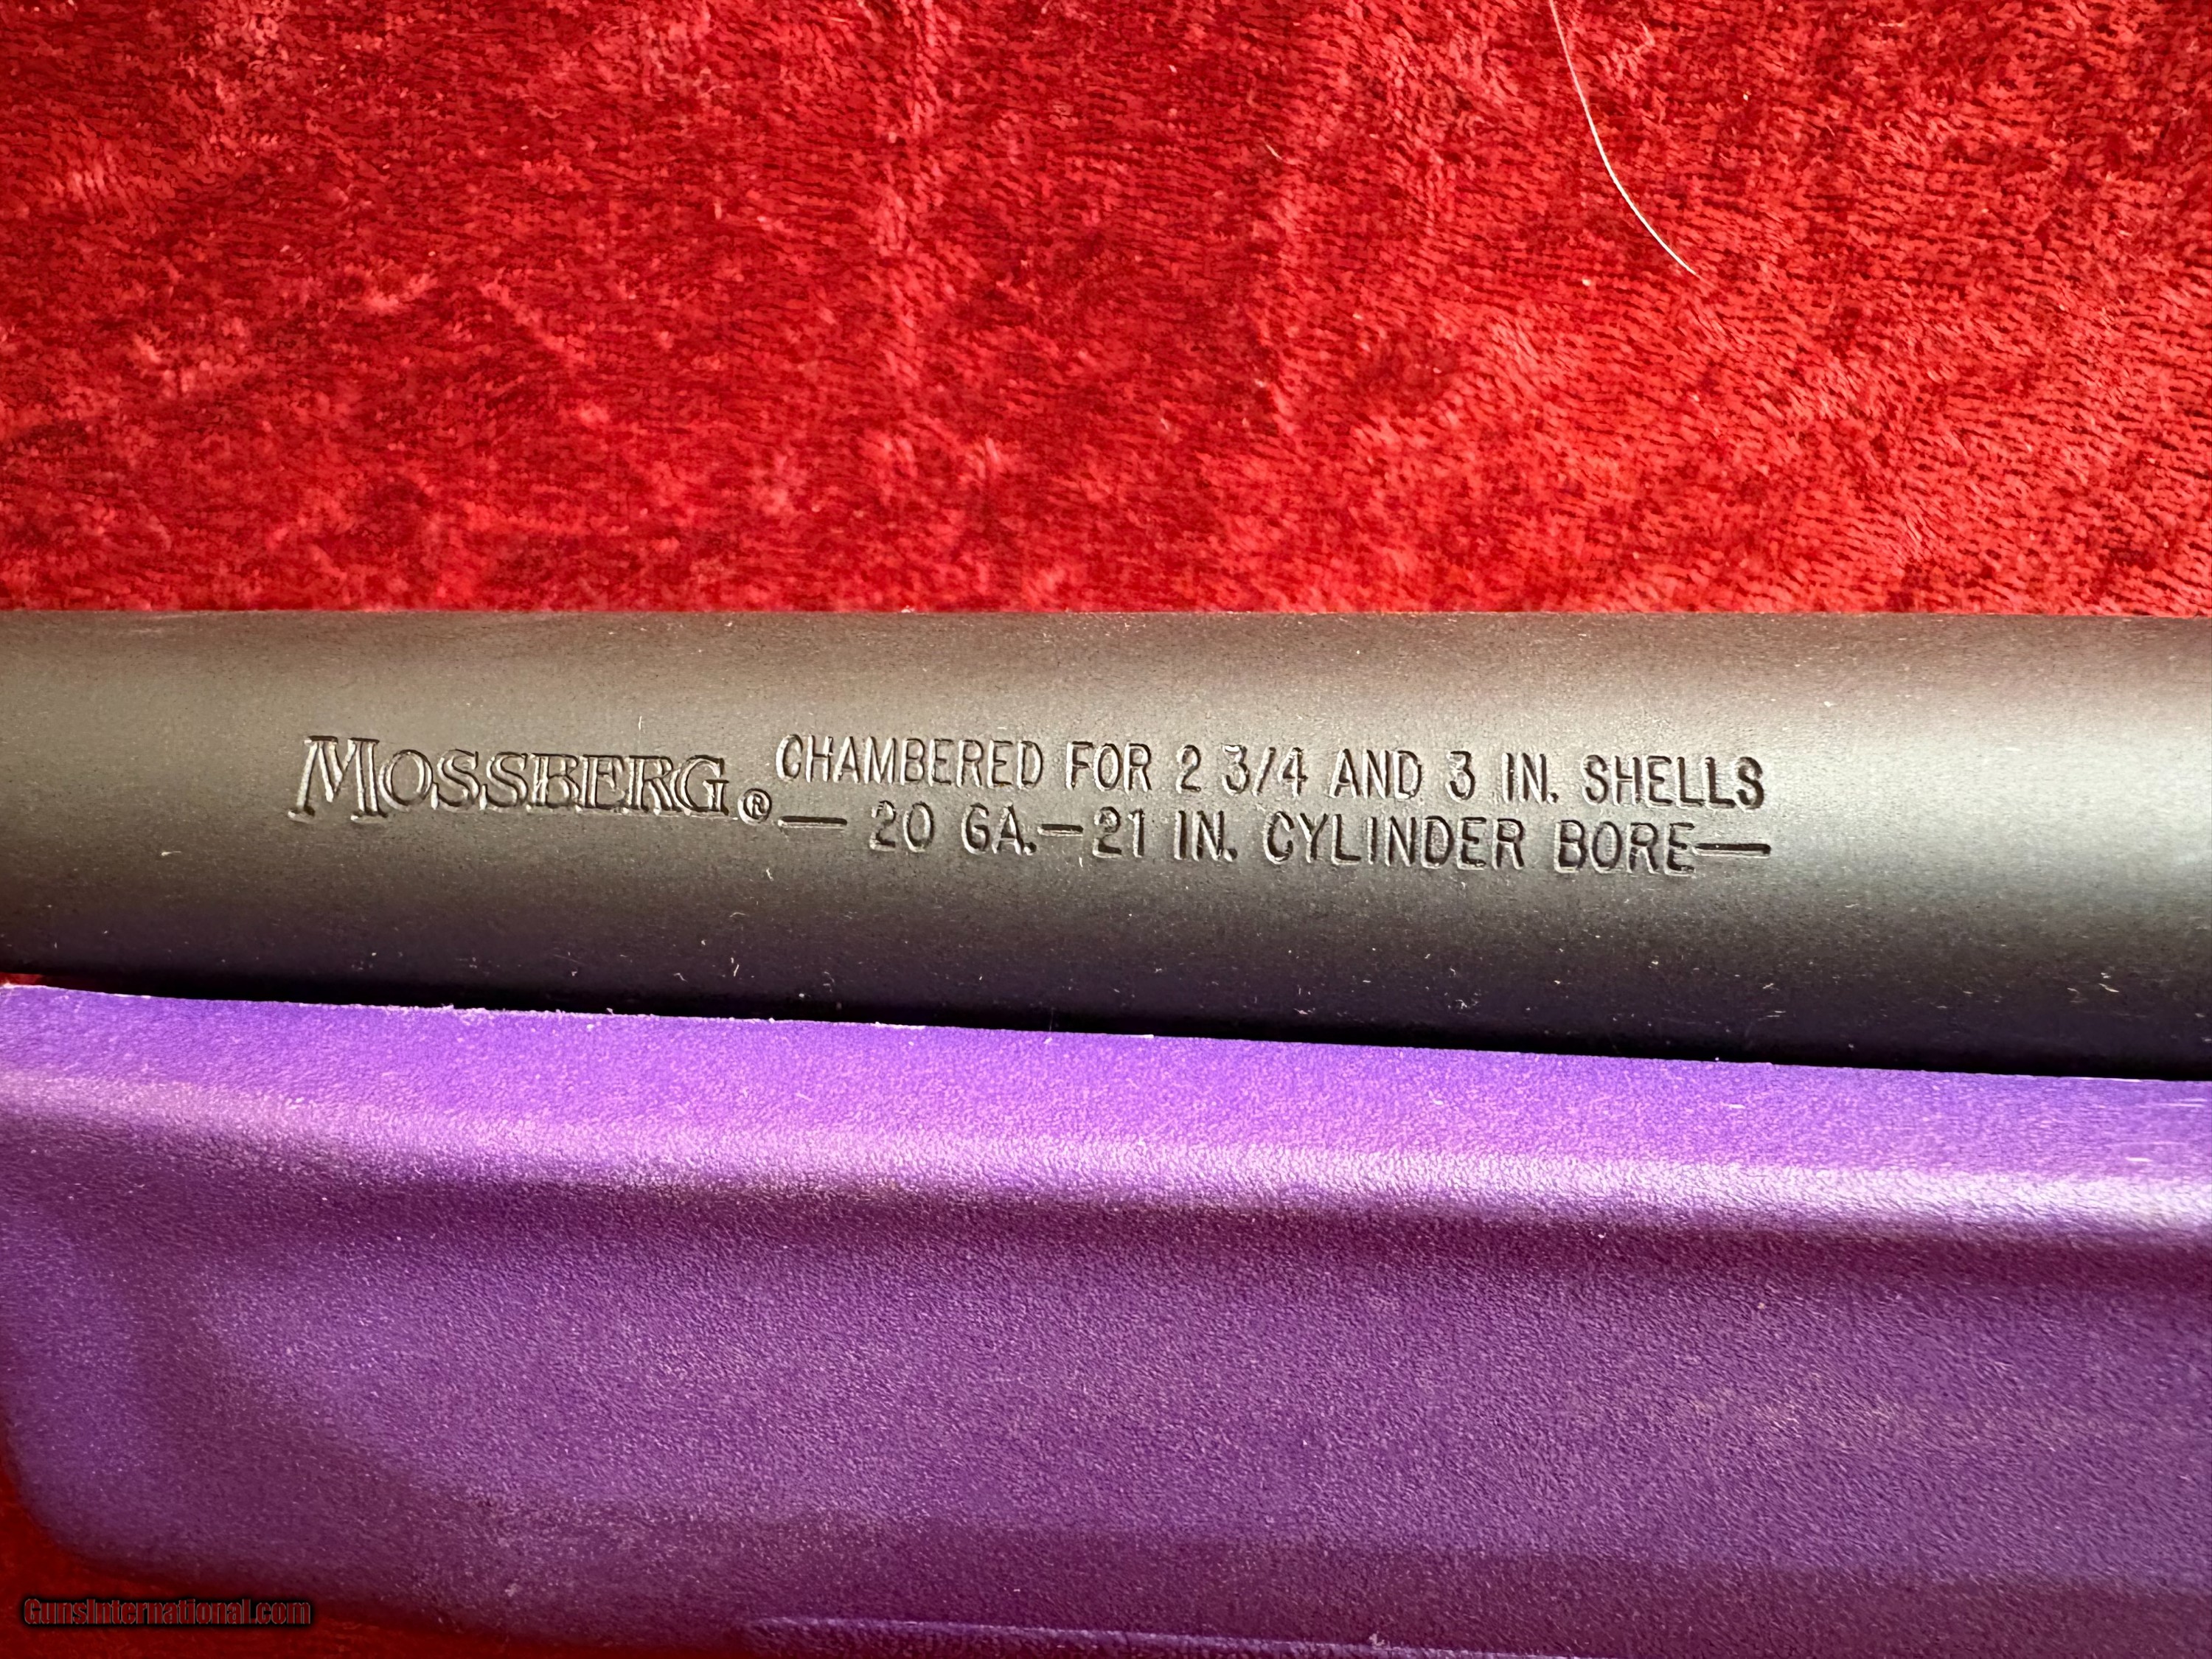 MOSSBERG® CHAMBERED FOR 2 3/4 AND 3 IN. SHELLS
— 20 GA.—21 IN. CYLINDER BORE—
GunsInternational.com